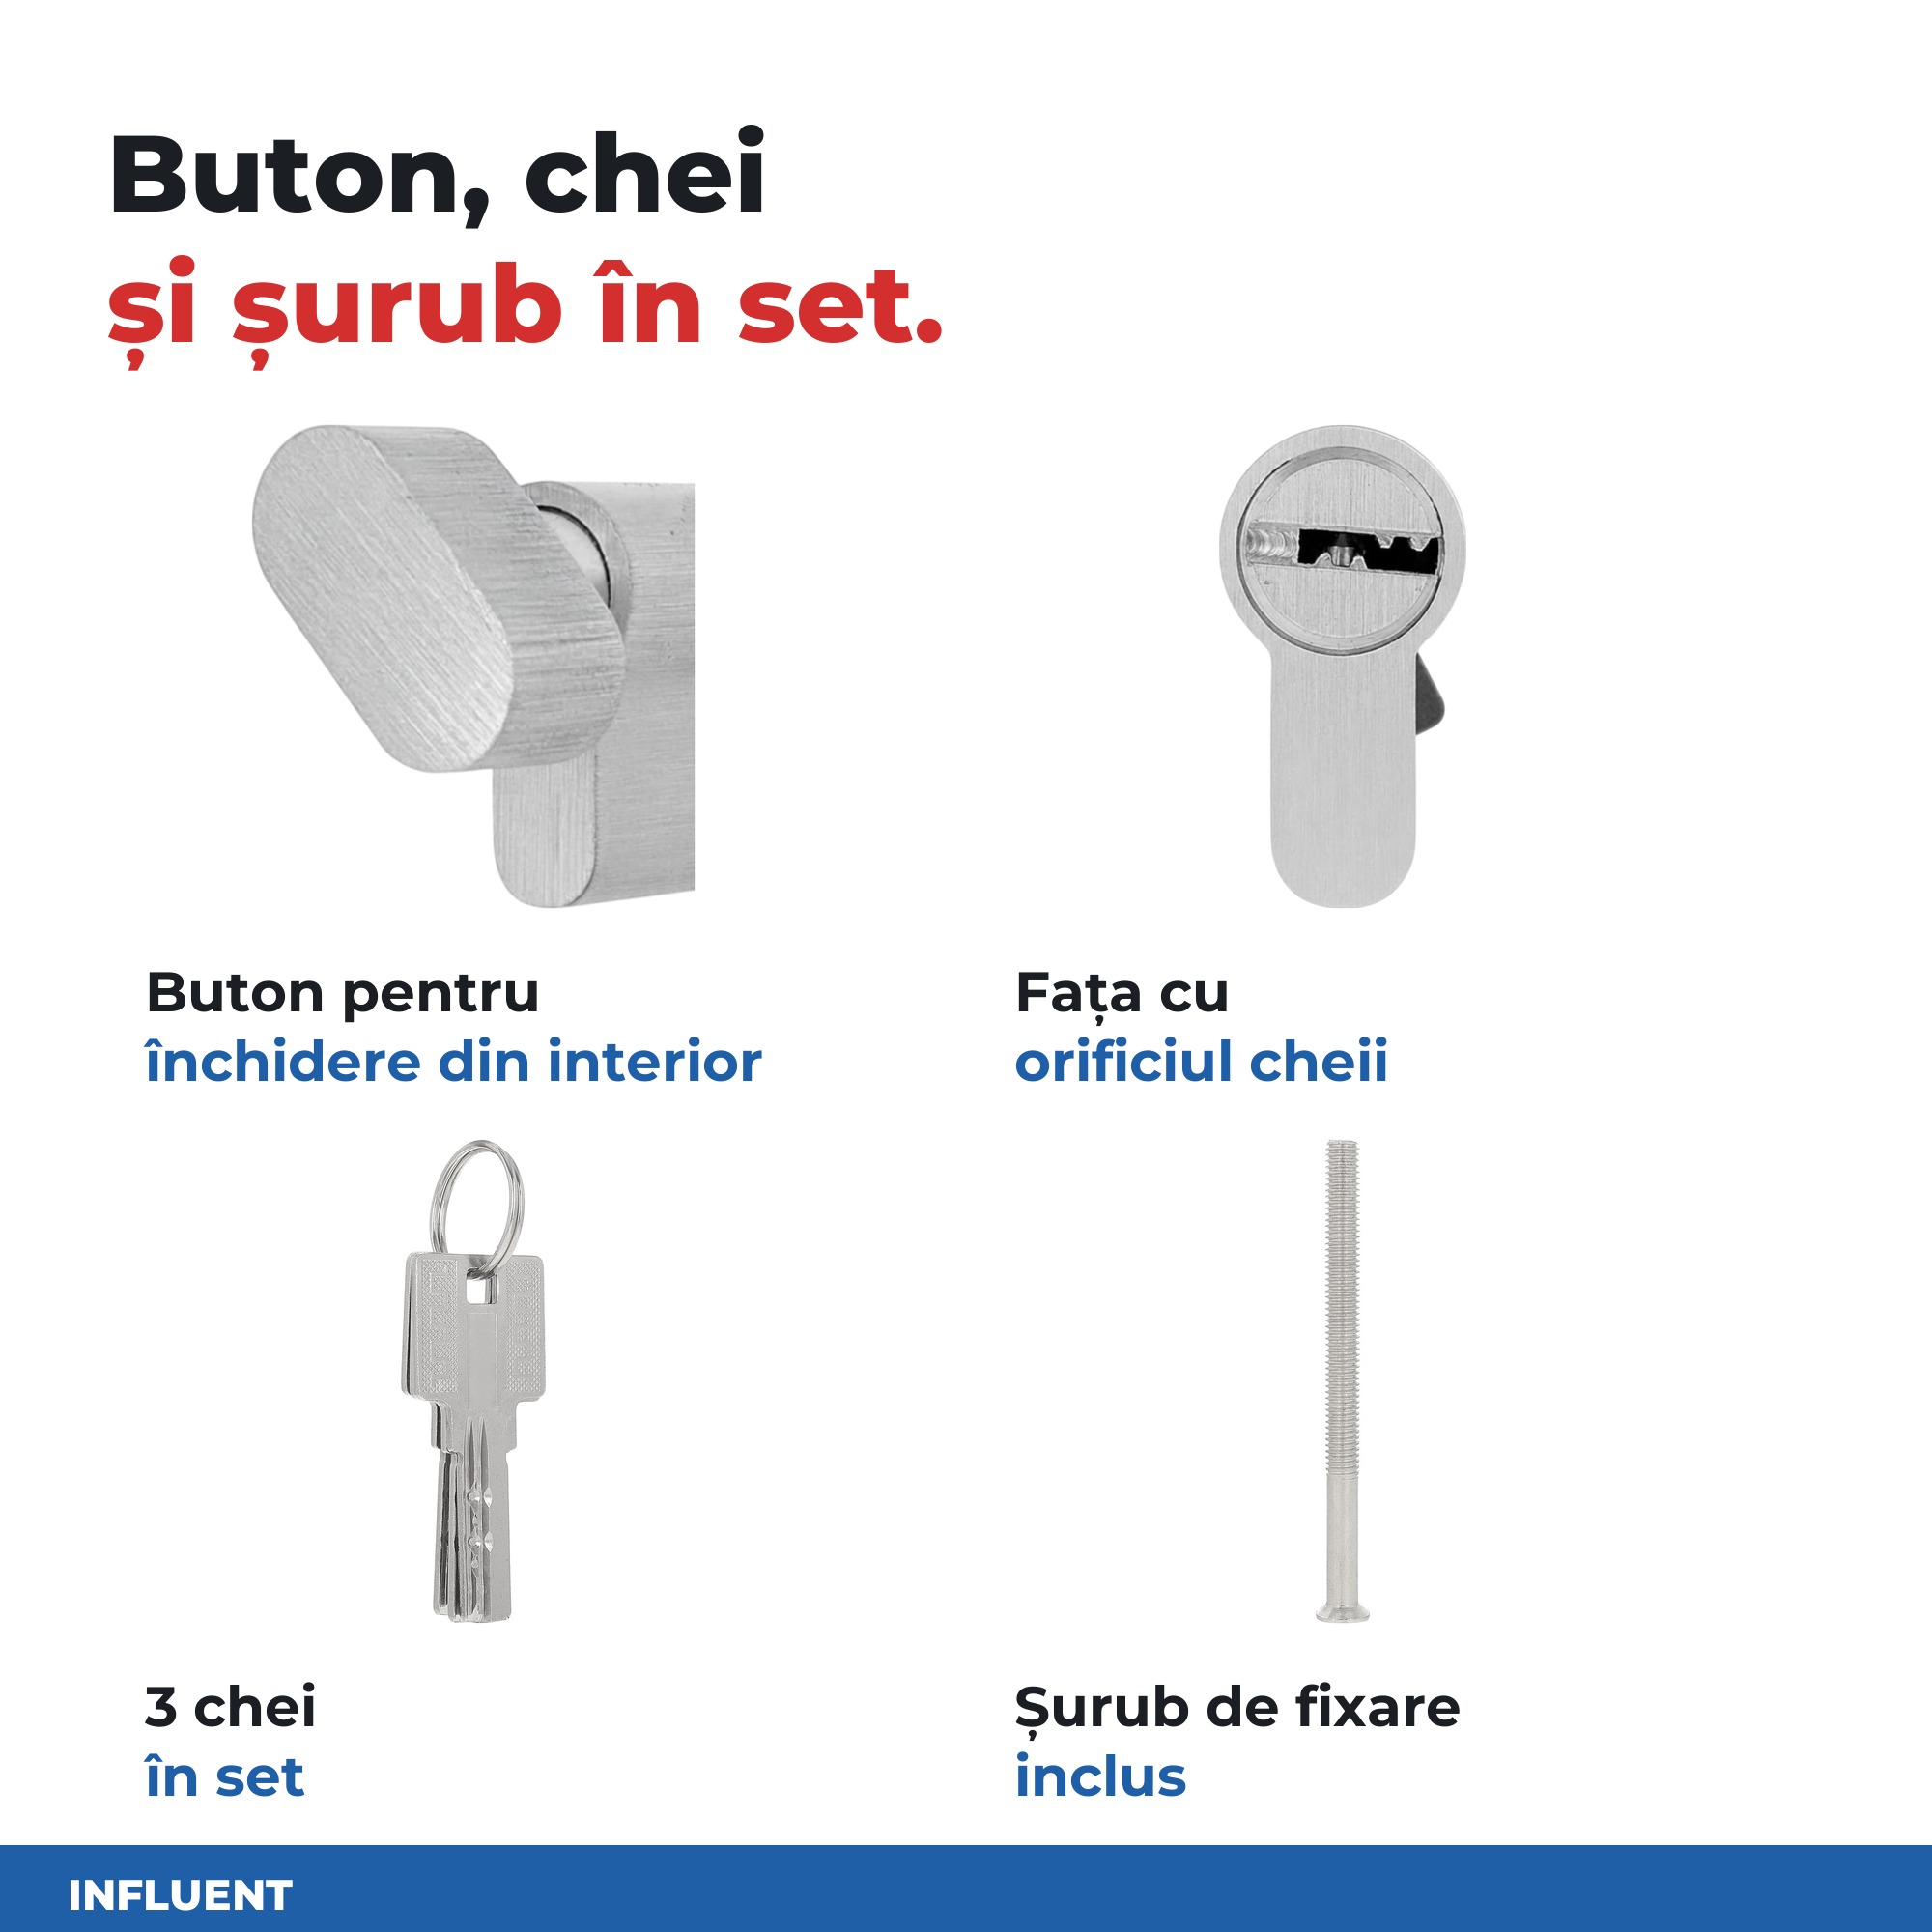 Buton, chei
și șurub în set.
Buton pentru
închidere din interior
Fața cu
orificiul cheii
3 chei
în set
Șurub de fixare
inclus
INFLUENT